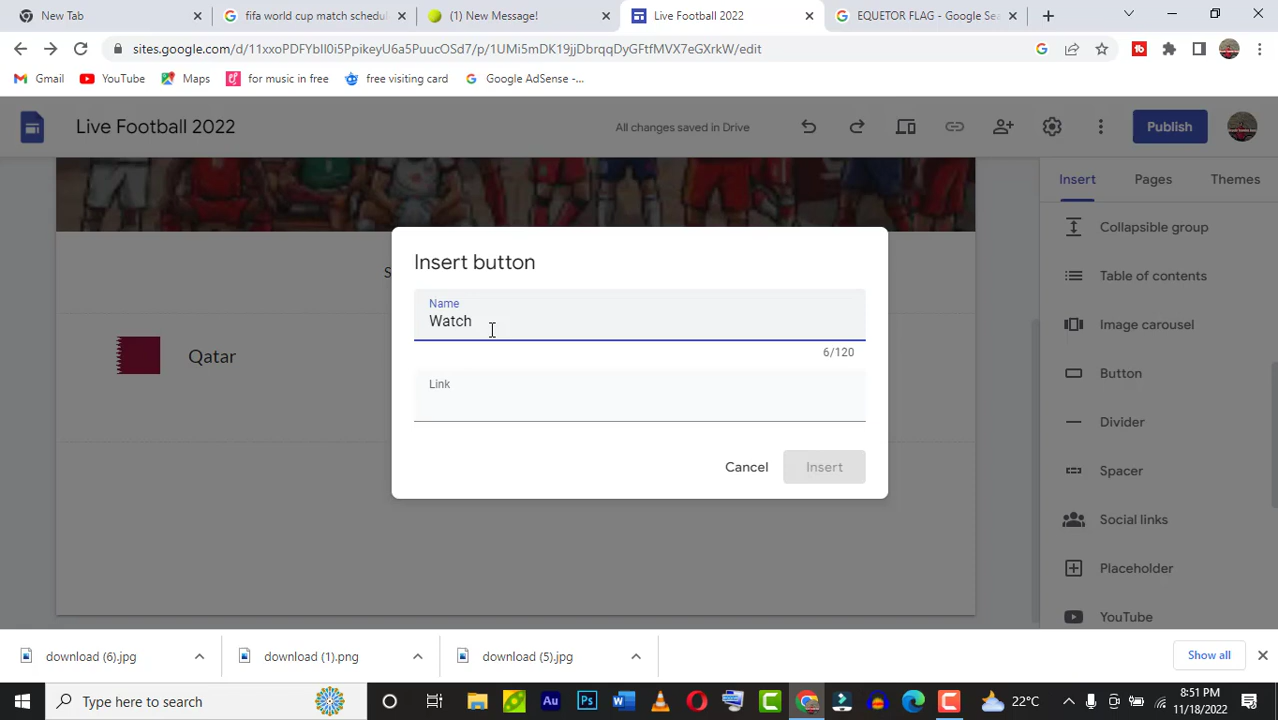 New Tab
fifa world cup match schedul
(1) New Message!
Live Football 2022
EQUETOR FLAG - Google Sea
sites.google.com/d/11xxoPDFYbII0i5PpikeyU6a5PuucOSd7/p/1UMi5mDK19jjDbrqqDyGFtfMVX7eGXrkW/edit
Gmail
YouTube
Maps
for music in free
free visiting card
Google AdSense -...
Live Football 2022
All changes saved in Drive
Publish
Insert
Pages
Themes
Collapsible group
Table of contents
Image carousel
Button
Divider
Spacer
Social links
Placeholder
YouTube
S
Qatar
Insert button
Name
Watch
6/120
Link
Cancel
Insert
download (6).jpg
download (1).png
download (5).jpg
Show all
Type here to search
22°C
8:51 PM
11/18/2022